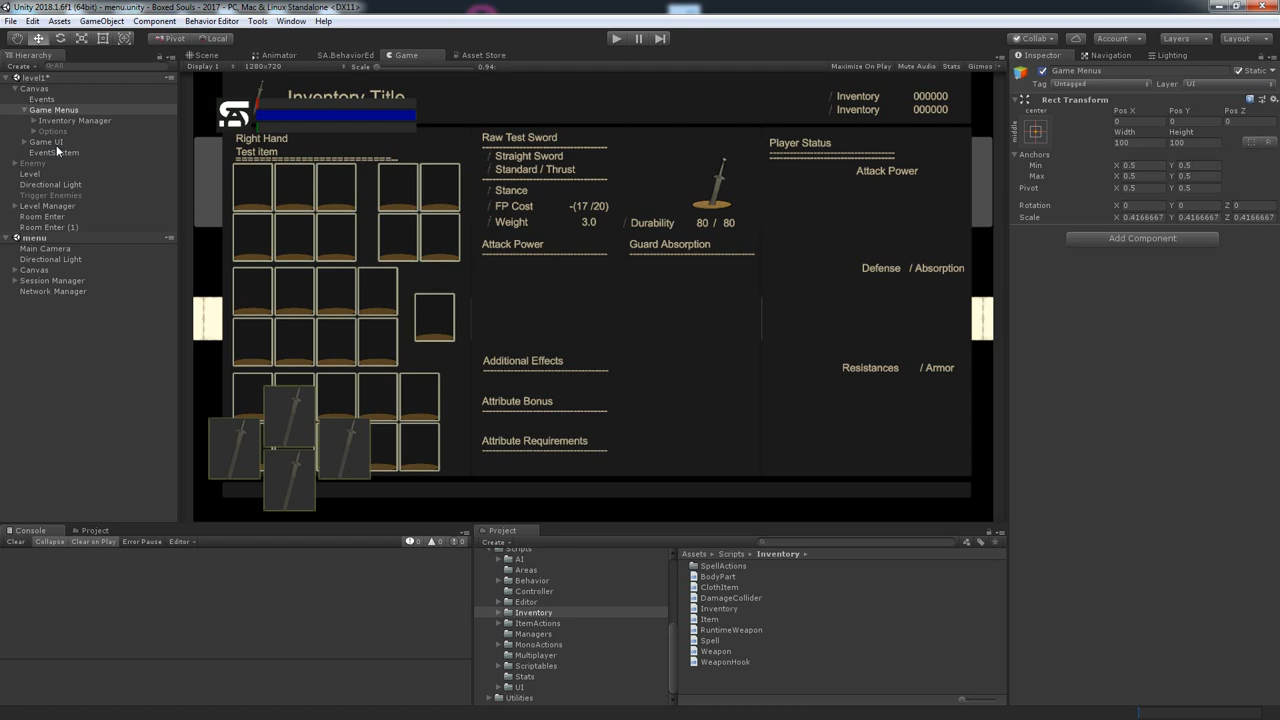 Unity 2018.1.6f1 (64bit) - menu.unity - Boxed Souls - 2017 - PC, Mac & Linux Standalone <DX11>
File Edit Assets GameObject Component Behavior Editor Tools Window Help
Pivot Local Collab Account Layers Layout
Hierarchy Scene Animator SA.BehaviorEd Game Asset Store Inspector Navigation Lighting
Create All Display 1 1280x720 Scale 0.94: Maximize On Play Mute Audio Stats Gizmos
level1*
Canvas
Events
Game Menus
Inventory Manager
Options
Game UI
EventSystem
Enemy
Level
Directional Light
Trigger Enemies
Level Manager
Room Enter
Room Enter (1)
menu
Main Camera
Directional Light
Canvas
Session Manager
Network Manager
Inventory Title
SA
Inventory 000000
Inventory 000000
Right Hand
Test item
Raw Test Sword
/ Straight Sword
/ Standard / Thrust
/ Stance
/ FP Cost -(17 /20)
/ Weight 3.0
/ Durability 80 / 80
Attack Power Guard Absorption
Additional Effects
Attribute Bonus
Attribute Requirements
Player Status
Attack Power
Defense / Absorption
Resistances / Armor
Game Menus Static
Tag Untagged Layer UI
Rect Transform
center Pos X Pos Y Pos Z
middle 0 0 0
Width Height
100 100
R
Anchors
Min X 0.5 Y 0.5
Max X 0.5 Y 0.5
Pivot X 0.5 Y 0.5
Rotation X 0 Y 0 Z 0
Scale X 0.4166667 Y 0.4166667 Z 0.4166667
Add Component
Console Project
Clear Collapse Clear on Play Error Pause Editor 0 0 0
Project
Create
Scripts
AI
Areas
Behavior
Controller
Editor
Inventory
ItemActions
Managers
MonoActions
Multiplayer
Scriptables
Stats
UI
Utilities
Assets Scripts Inventory
SpellActions
BodyPart
ClothItem
DamageCollider
Inventory
Item
RuntimeWeapon
Spell
Weapon
WeaponHook